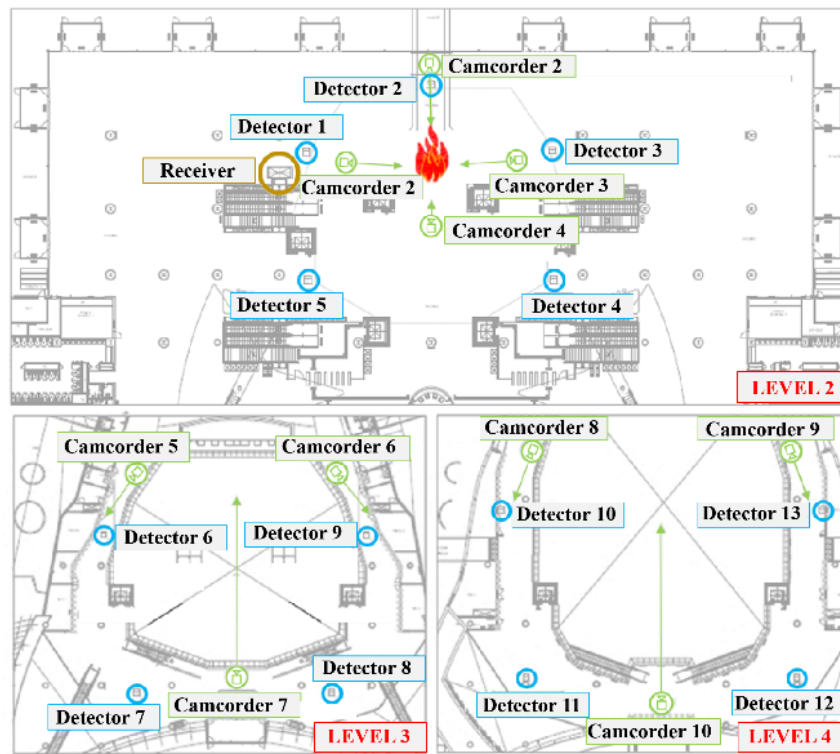 Camcorder 2
Detector 2
Detector 1
Detector 3
Receiver
Camcorder 2
Camcorder 3
Camcorder 4
Detector 5
Detector 4
LEVEL 2
Camcorder 5
Camcorder 6
Detector 6
Detector 9
Detector 8
Camcorder 7
Detector 7
LEVEL 3
Camcorder 8
Camcorder 9
Detector 10
Detector 13
Detector 11
Detector 12
Camcorder 10
LEVEL 4